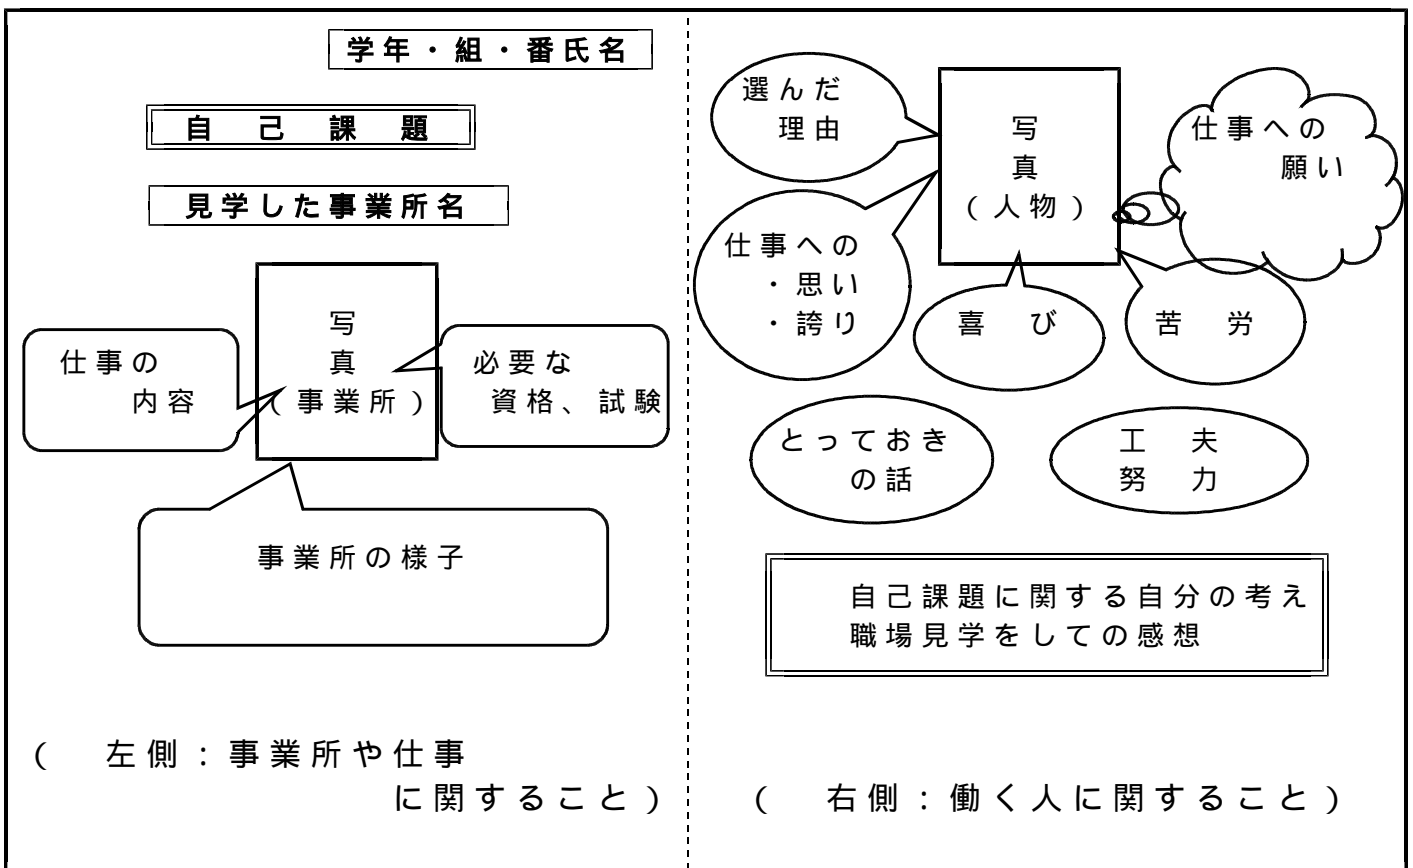 学年・組・番氏名
自己課題
見学した事業所名
写
真
(事業所)
仕事の
内容
必要な
資格、試験
事業所の様子
(　左側：事業所や仕事
に関すること)
選んだ
理由
写
真
(人物)
仕事への
願い
仕事への
・思い
・誇り
喜び
苦労
とっておき
の話
工夫
努力
自己課題に関する自分の考え
職場見学をしての感想
(　右側：働く人に関すること)